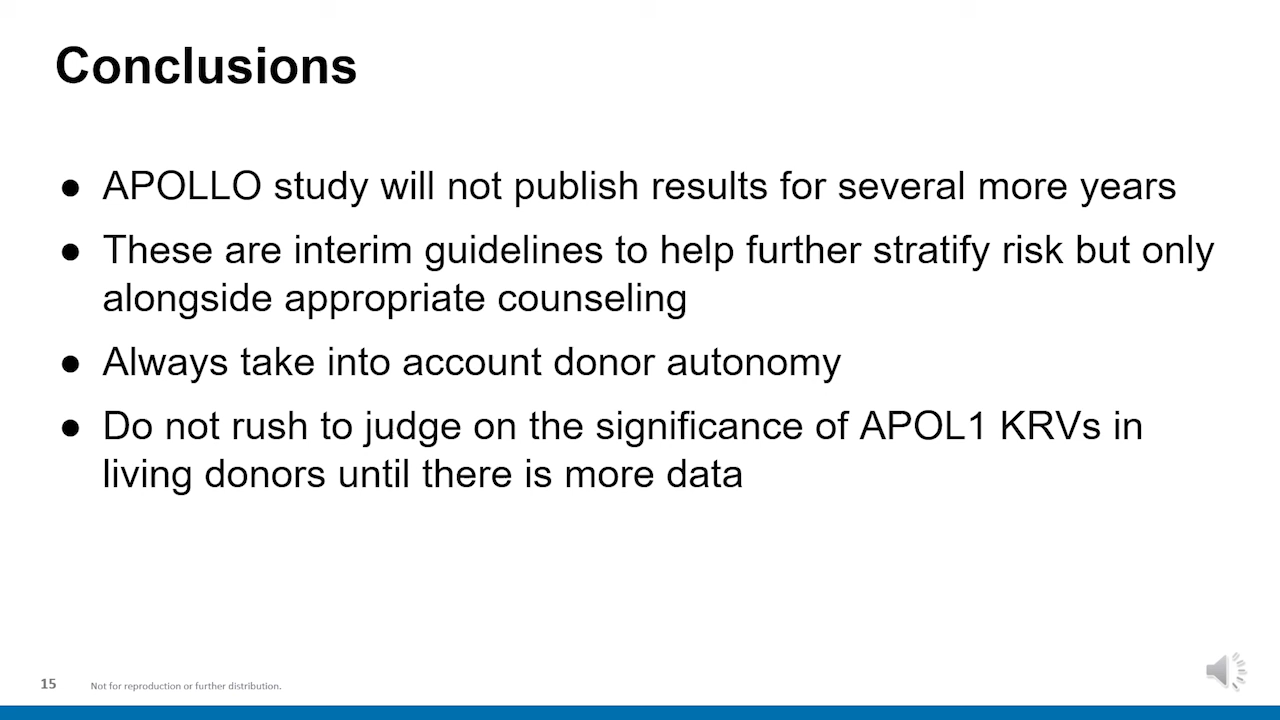 Conclusions
● APOLLO study will not publish results for several more years
● These are interim guidelines to help further stratify risk but only
alongside appropriate counseling
● Always take into account donor autonomy
● Do not rush to judge on the significance of APOL1 KRVs in
living donors until there is more data
15 Not for reproduction or further distribution.